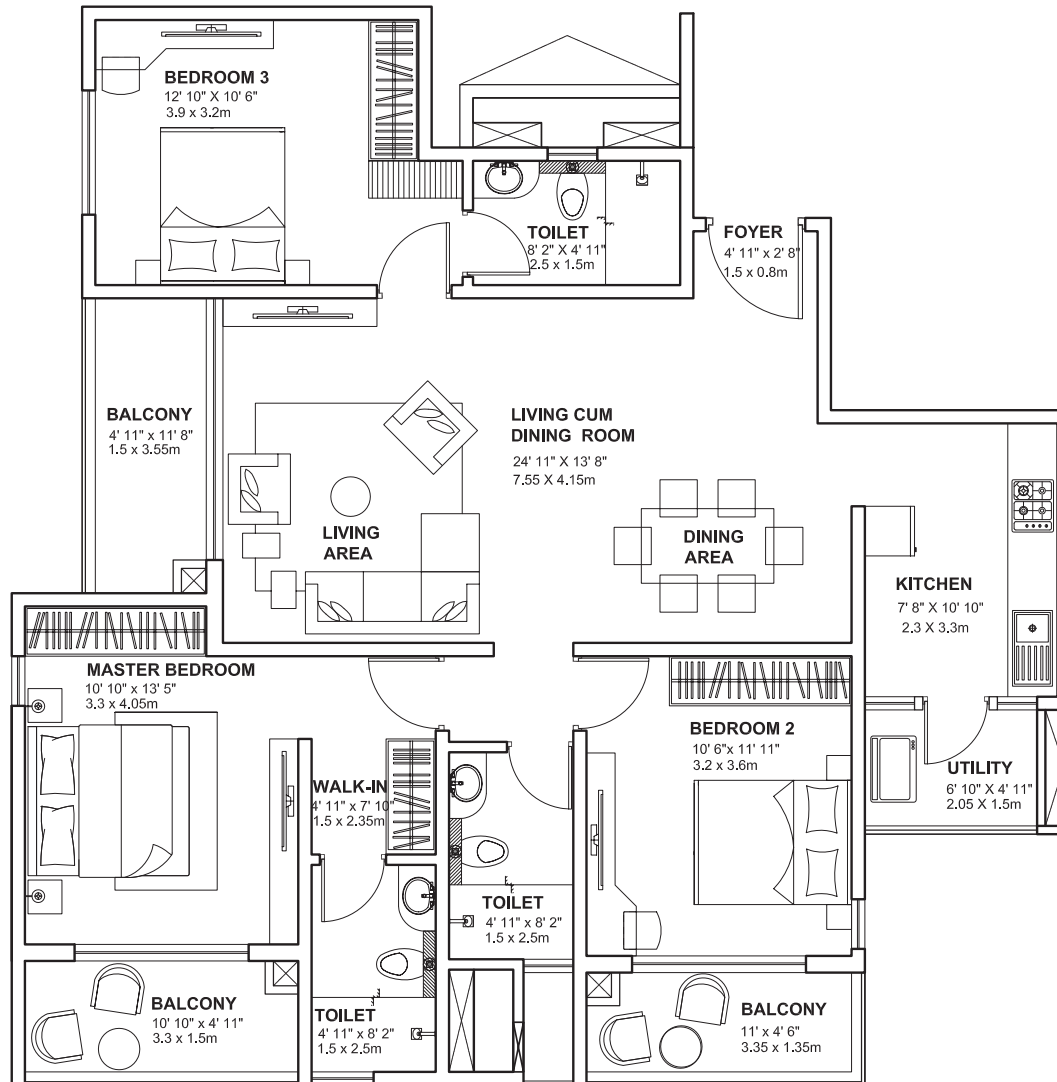 BEDROOM 3
12' 10" X 10' 6"
3.9 x 3.2m
TOILET
8' 2" X 4' 11"
2.5 x 1.5m
FOYER
4' 11" x 2' 8"
1.5 x 0.8m
BALCONY
4' 11" x 11' 8"
1.5 x 3.55m
LIVING CUM
DINING ROOM
24' 11" X 13' 8"
7.55 X 4.15m
LIVING
AREA
DINING
AREA
KITCHEN
7' 8" X 10' 10"
2.3 X 3.3m
MASTER BEDROOM
10' 10" x 13' 5"
3.3 x 4.05m
BEDROOM 2
10' 6"x 11' 11"
3.2 x 3.6m
WALK-IN
4' 11" x 7' 10"
1.5 x 2.35m
UTILITY
6' 10" X 4' 11"
2.05 X 1.5m
TOILET
4' 11" x 8' 2"
1.5 x 2.5m
BALCONY
10' 10" x 4' 11"
3.3 x 1.5m
TOILET
4' 11" x 8' 2"
1.5 x 2.5m
BALCONY
11' x 4' 6"
3.35 x 1.35m